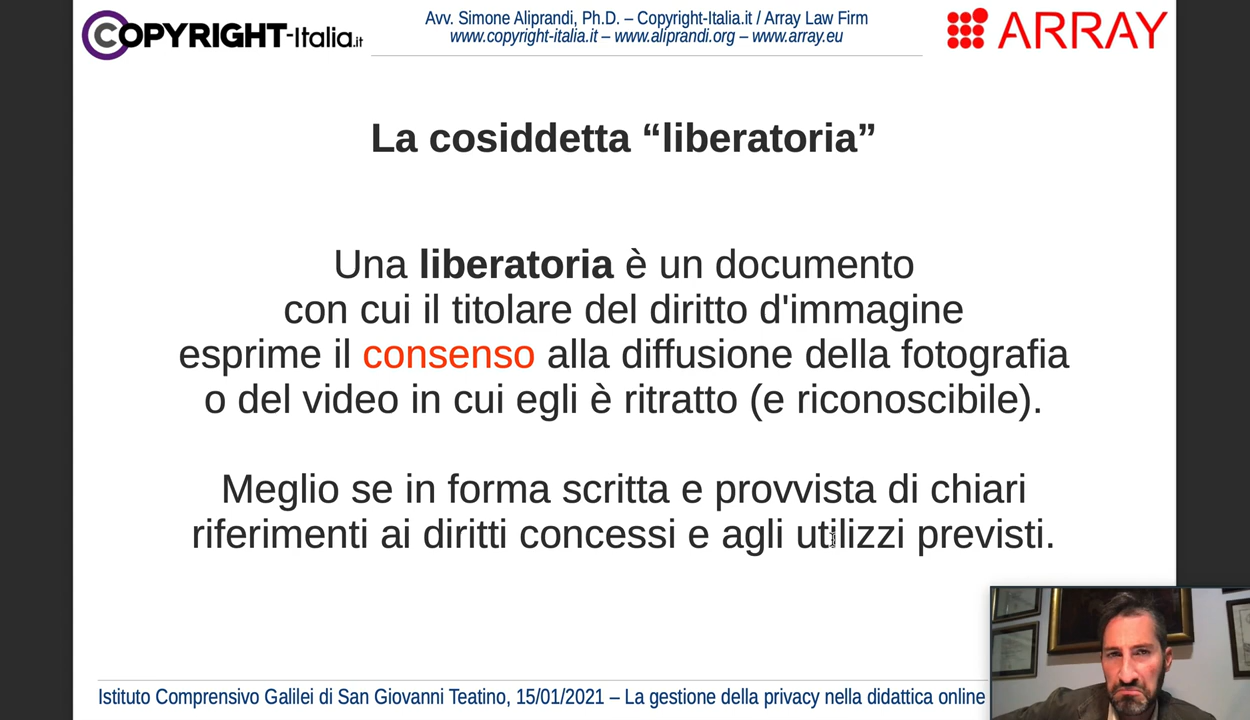 COPYRIGHT-Italia.it
Avv. Simone Aliprandi, Ph.D. – Copyright-Italia.it / Array Law Firm
www.copyright-italia.it – www.aliprandi.org – www.array.eu
ARRAY
La cosiddetta “liberatoria”
Una liberatoria è un documento
con cui il titolare del diritto d'immagine
esprime il consenso alla diffusione della fotografia
o del video in cui egli è ritratto (e riconoscibile).
Meglio se in forma scritta e provvista di chiari
riferimenti ai diritti concessi e agli utilizzi previsti.
Istituto Comprensivo Galilei di San Giovanni Teatino, 15/01/2021 – La gestione della privacy nella didattica online